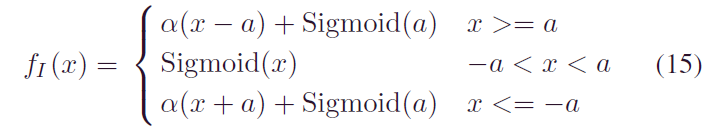 α(x − a) + Sigmoid(a) x >= a
f_I(x) = { Sigmoid(x) −a < x < a (15)
α(x + a) + Sigmoid(a) x <= −a